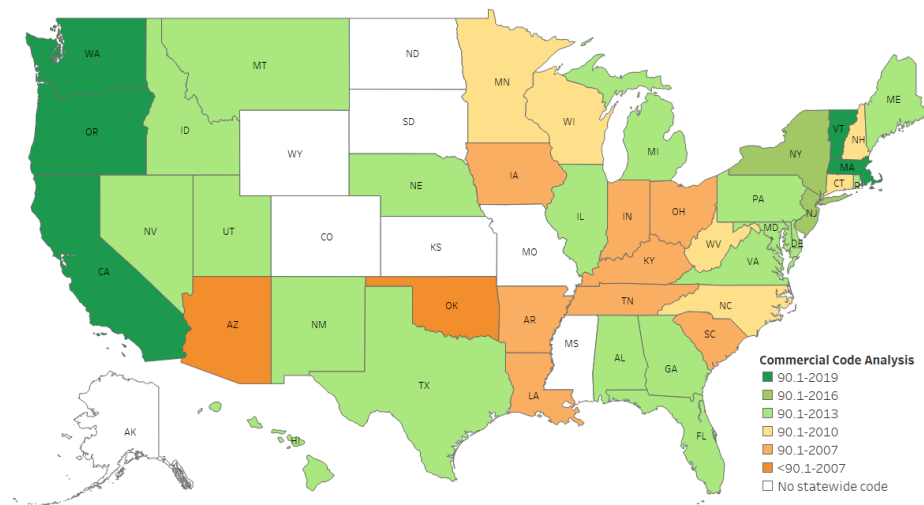 WA
ND
MT
MN
ME
OR
SD
ID
WI
VT
NH
NY
MA
WY
MI
CT
RI
IA
NE
PA
NJ
NV
UT
IL
IN
OH
MD
DE
CO
KS
MO
WV
VA
CA
KY
AZ
NM
OK
AR
TN
NC
SC
MS
AL
GA
TX
LA
FL
AK
HI
Commercial Code Analysis
90.1-2019
90.1-2016
90.1-2013
90.1-2010
90.1-2007
<90.1-2007
No statewide code